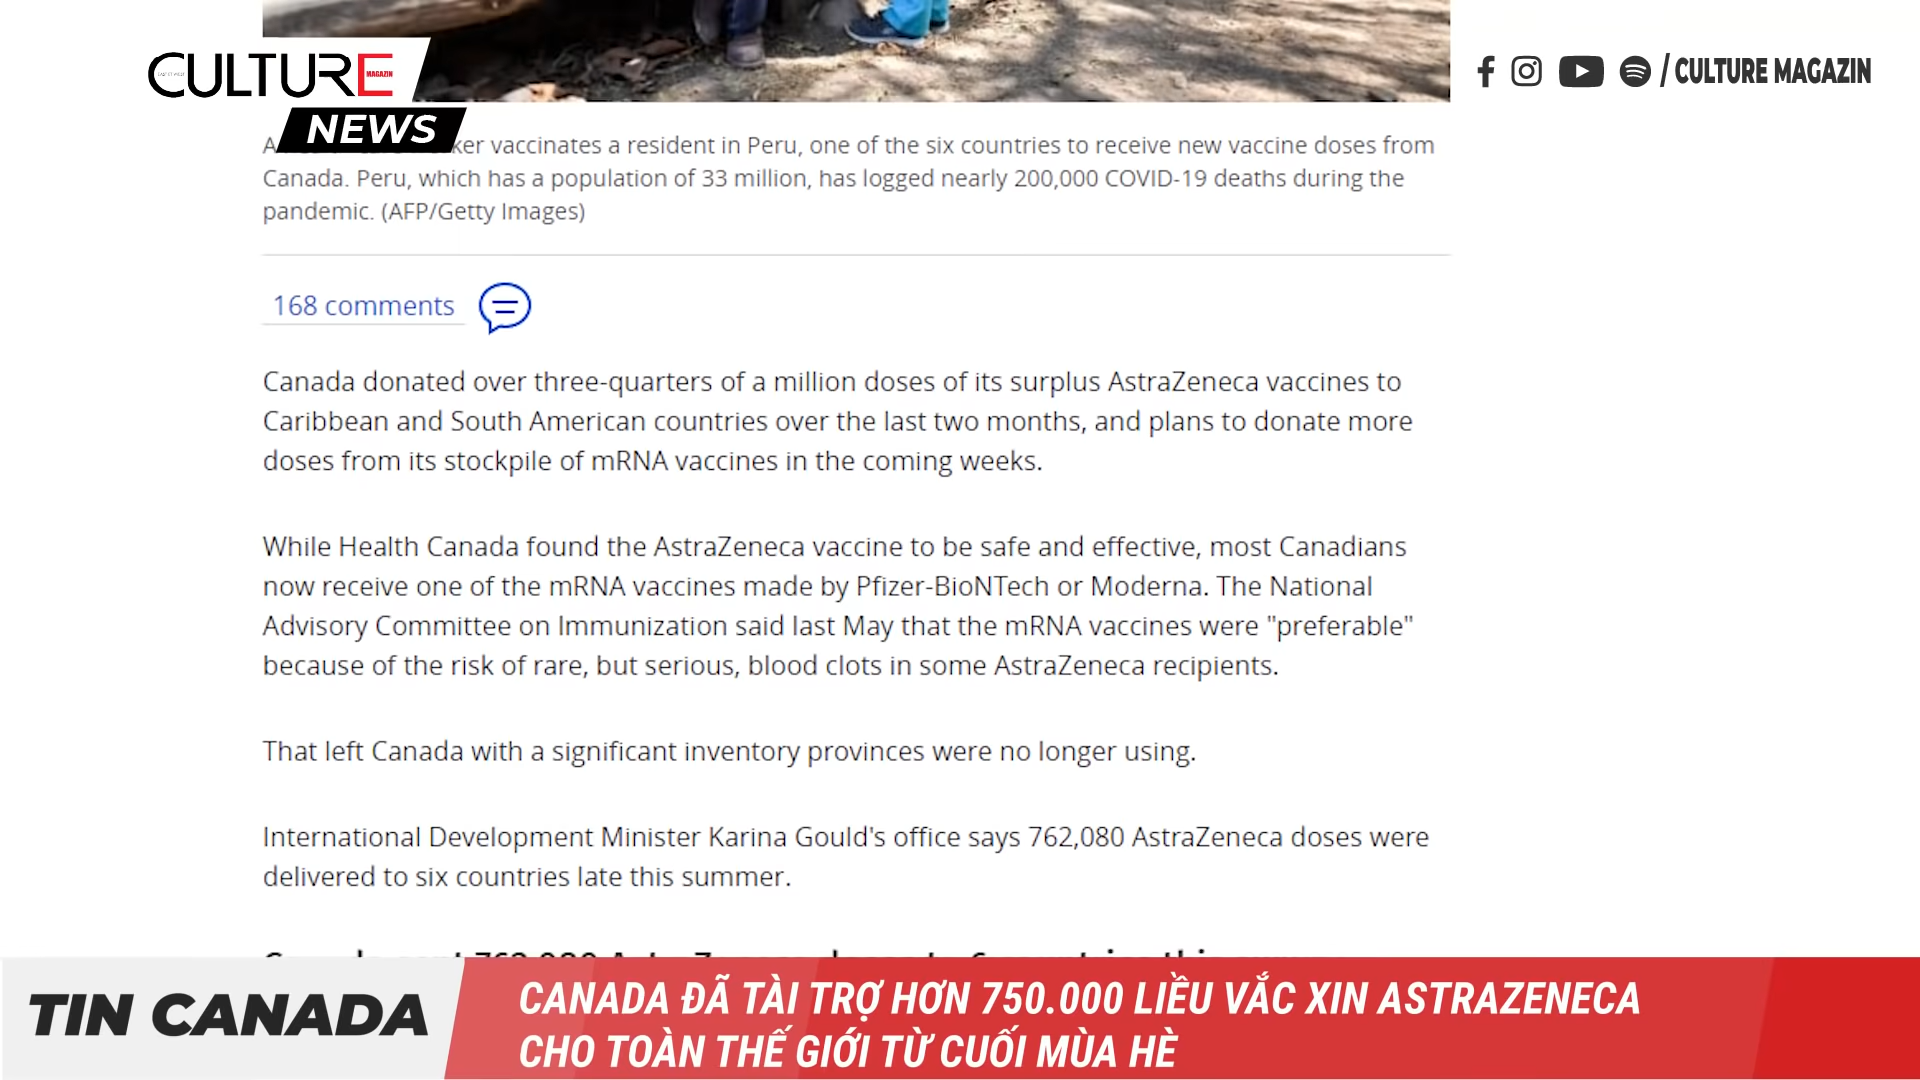 CULTURE
MAGAZIN
NEWS
/ CULTURE MAGAZIN
A ker vaccinates a resident in Peru, one of the six countries to receive new vaccine doses from
Canada. Peru, which has a population of 33 million, has logged nearly 200,000 COVID-19 deaths during the
pandemic. (AFP/Getty Images)
168 comments
Canada donated over three-quarters of a million doses of its surplus AstraZeneca vaccines to
Caribbean and South American countries over the last two months, and plans to donate more
doses from its stockpile of mRNA vaccines in the coming weeks.
While Health Canada found the AstraZeneca vaccine to be safe and effective, most Canadians
now receive one of the mRNA vaccines made by Pfizer-BioNTech or Moderna. The National
Advisory Committee on Immunization said last May that the mRNA vaccines were "preferable"
because of the risk of rare, but serious, blood clots in some AstraZeneca recipients.
That left Canada with a significant inventory provinces were no longer using.
International Development Minister Karina Gould's office says 762,080 AstraZeneca doses were
delivered to six countries late this summer.
TIN CANADA
CANADA ĐÃ TÀI TRỢ HƠN 750.000 LIỀU VẮC XIN ASTRAZENECA
CHO TOÀN THẾ GIỚI TỪ CUỐI MÙA HÈ